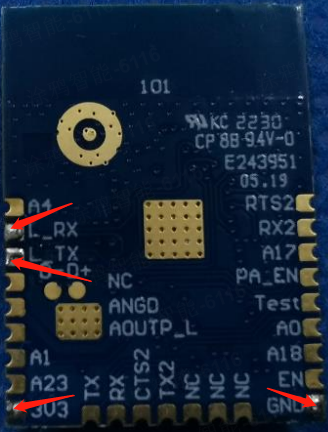 101
KC 2230
CP 8B 94V-0
E243951
05.19
A4
L_RX
L_TX
D- D+
NC
ANGD
AOUTP_L
A1
A23
3V3
TX
RX
CTS2
TX2
NC
NC
NC
RTS2
RX2
A17
PA_EN
Test
A0
A18
EN
GND